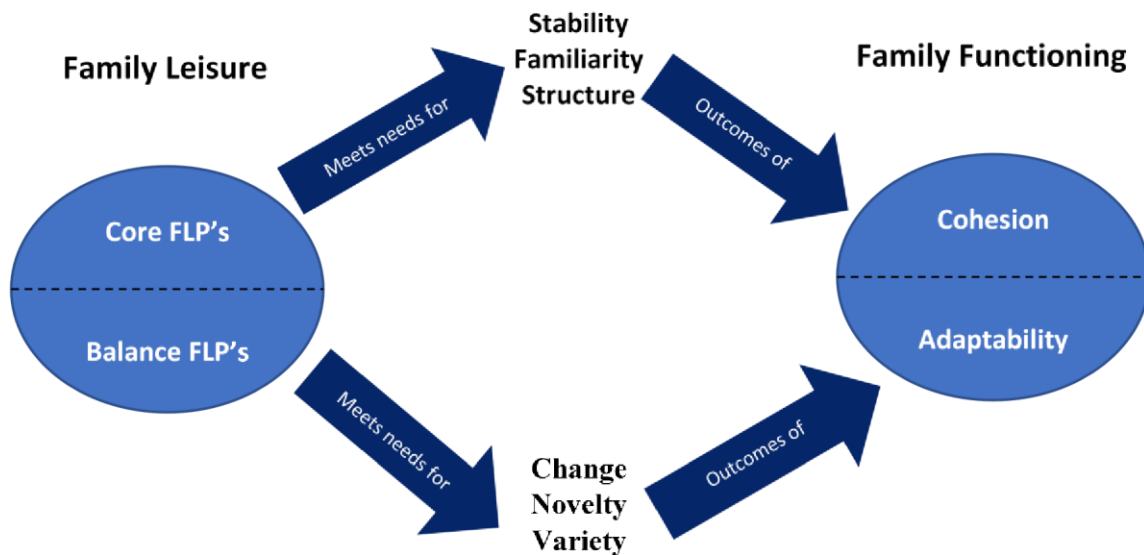 Family Leisure
Stability
Familiarity
Structure
Family Functioning
Meets needs for
Outcomes of
Core FLP's
Balance FLP's
Cohesion
Adaptability
Meets needs for
Outcomes of
Change
Novelty
Variety